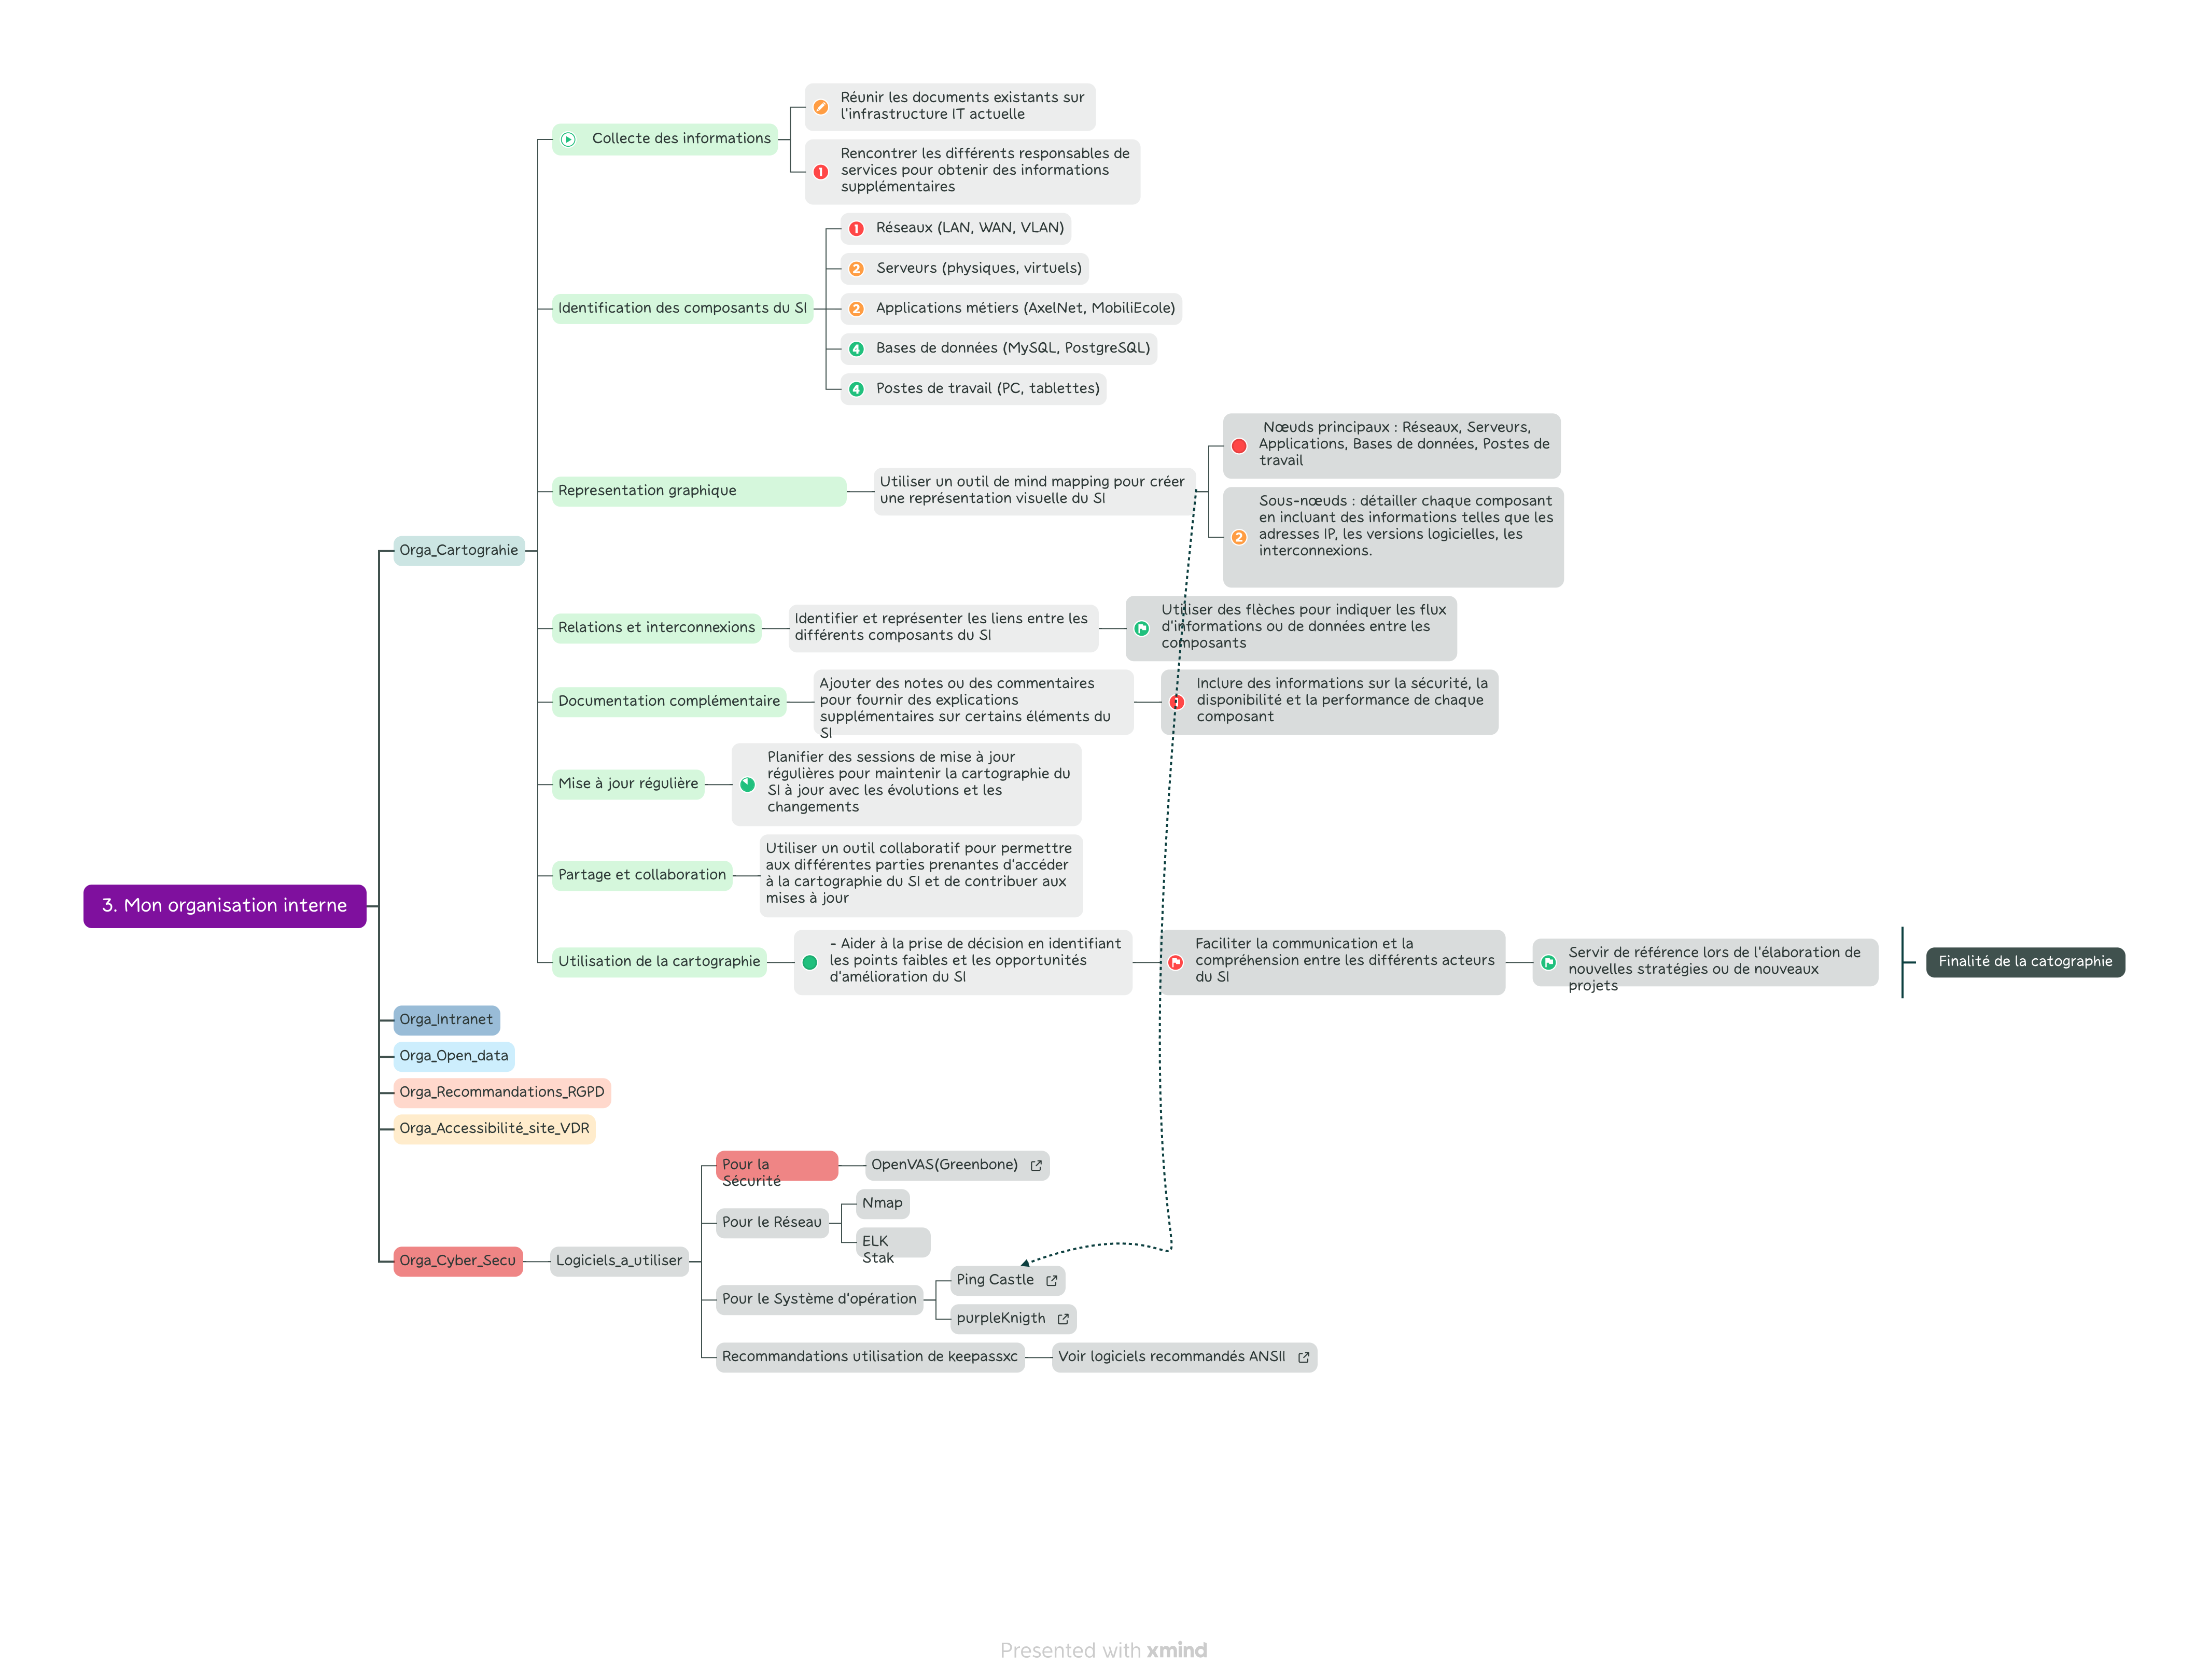 Réunir les documents existants sur
l'infrastructure IT actuelle
Collecte des informations
Rencontrer les différents responsables de
services pour obtenir des informations
supplémentaires
1
1
Réseaux (LAN, WAN, VLAN)
2
Serveurs (physiques, virtuels)
Identification des composants du SI
2
Applications métiers (AxelNet, MobiliEcole)
4
Bases de données (MySQL, PostgreSQL)
4
Postes de travail (PC, tablettes)
Nœuds principaux : Réseaux, Serveurs,
Applications, Bases de données, Postes de
travail
Representation graphique
Utiliser un outil de mind mapping pour créer
une représentation visuelle du SI
2
Sous-nœuds : détailler chaque composant
en incluant des informations telles que les
adresses IP, les versions logicielles, les
interconnexions.
Orga_Cartograhie
Relations et interconnexions
Identifier et représenter les liens entre les
différents composants du SI
Utiliser des flèches pour indiquer les flux
d'informations ou de données entre les
composants
Documentation complémentaire
Ajouter des notes ou des commentaires
pour fournir des explications
supplémentaires sur certains éléments du
SI
Inclure des informations sur la sécurité, la
disponibilité et la performance de chaque
composant
Mise à jour régulière
Planifier des sessions de mise à jour
régulières pour maintenir la cartographie du
SI à jour avec les évolutions et les
changements
Partage et collaboration
Utiliser un outil collaboratif pour permettre
aux différentes parties prenantes d'accéder
à la cartographie du SI et de contribuer aux
mises à jour
3. Mon organisation interne
Utilisation de la cartographie
- Aider à la prise de décision en identifiant
les points faibles et les opportunités
d'amélioration du SI
Faciliter la communication et la
compréhension entre les différents acteurs
du SI
Servir de référence lors de l'élaboration de
nouvelles stratégies ou de nouveaux
projets
Finalité de la catographie
Orga_Intranet
Orga_Open_data
Orga_Recommandations_RGPD
Orga_Accessibilité_site_VDR
Pour la
Sécurité
OpenVAS(Greenbone)
Nmap
Pour le Réseau
ELK
Stak
Orga_Cyber_Secu
Logiciels_a_utiliser
Ping Castle
Pour le Système d'opération
purpleKnigth
Recommandations utilisation de keepassxc
Voir logiciels recommandés ANSII
Presented with xmind